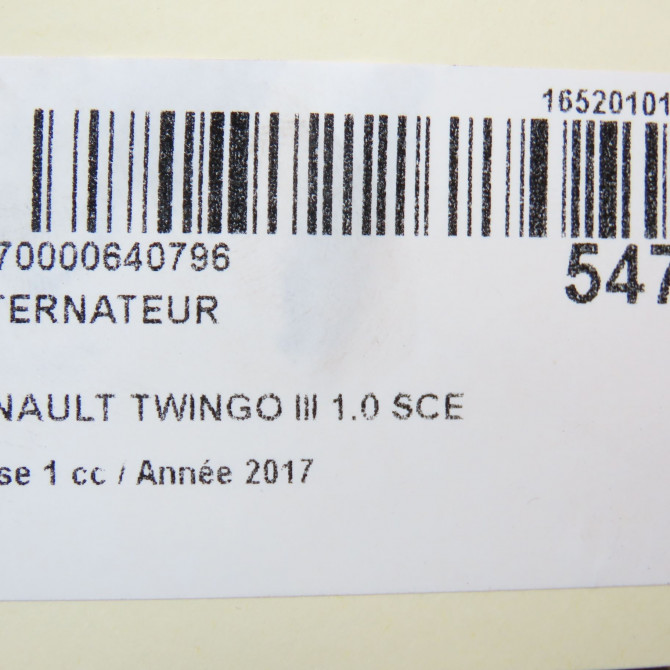 16520101
70000640796
547
TERNATEUR
NAULT TWINGO III 1.0 SCE
se 1 cc / Année 2017